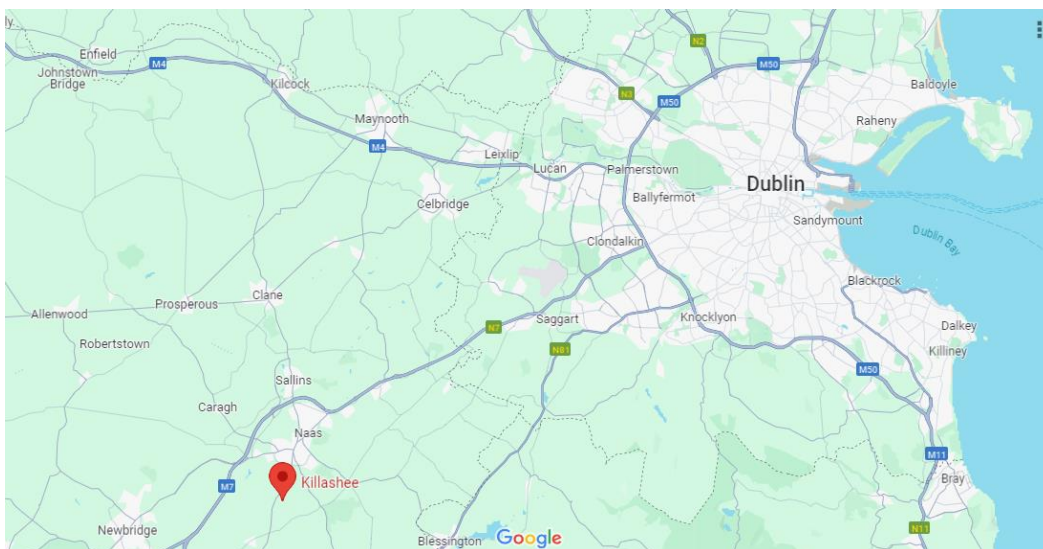 ly
Enfield
M4
Johnstown
Bridge
Kilcock
N2
M50
N3
M50
Baldoyle
Raheny
Maynooth
M4
Leixlip
Lucan
Palmerstown
Dublin
Celbridge
Ballyfermot
Sandymount
Clondalkin
Dublin Bay
Blackrock
Clane
Prosperous
Allenwood
Saggart
Knocklyon
N7
Dalkey
Robertstown
N81
Killiney
M50
Sallins
Caragh
Naas
M11
M7
Killashee
Bray
Newbridge
N11
Blessington
Google